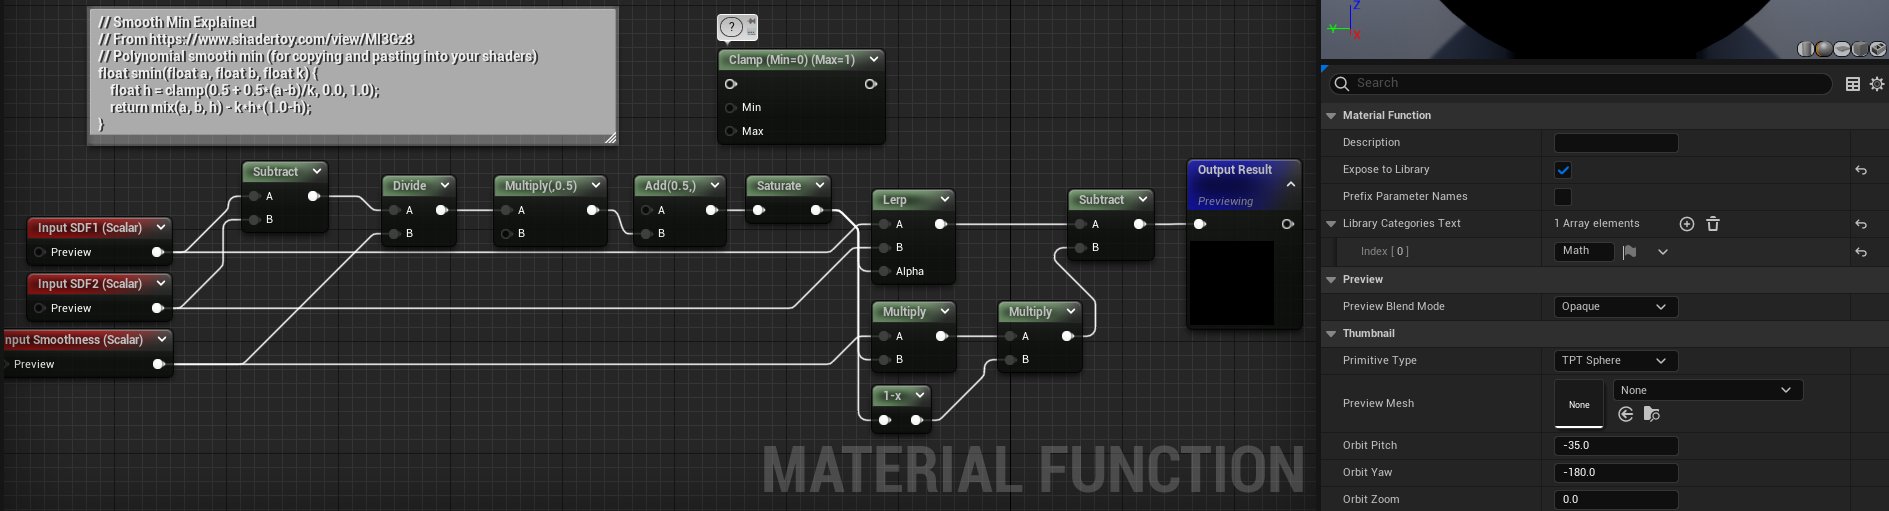 // Smooth Min Explained
// From https://www.shadertoy.com/view/Ml3Gz8
// Polynomial smooth min (for copying and pasting into your shaders)
float smin(float a, float b, float k) {
float h = clamp(0.5 + 0.5*(a-b)/k, 0.0, 1.0);
return mix(a, b, h) - k*h*(1.0-h);
}
?
Clamp (Min=0) (Max=1)
Min
Max
Subtract
A
B
Divide
A
B
Multiply(,0.5)
A
B
Add(0.5,)
A
B
Saturate
Input SDF1 (Scalar)
Preview
Input SDF2 (Scalar)
Preview
nput Smoothness (Scalar)
Preview
Lerp
A
B
Alpha
Multiply
A
B
1-x
Multiply
A
B
Subtract
A
B
Output Result
Previewing
MATERIAL FUNCTION
Z
Y
X
Search
Material Function
Description
Expose to Library
Prefix Parameter Names
Library Categories Text 1 Array elements
Index [ 0 ] Math
Preview
Preview Blend Mode Opaque
Thumbnail
Primitive Type TPT Sphere
Preview Mesh None None
Orbit Pitch -35.0
Orbit Yaw -180.0
Orbit Zoom 0.0